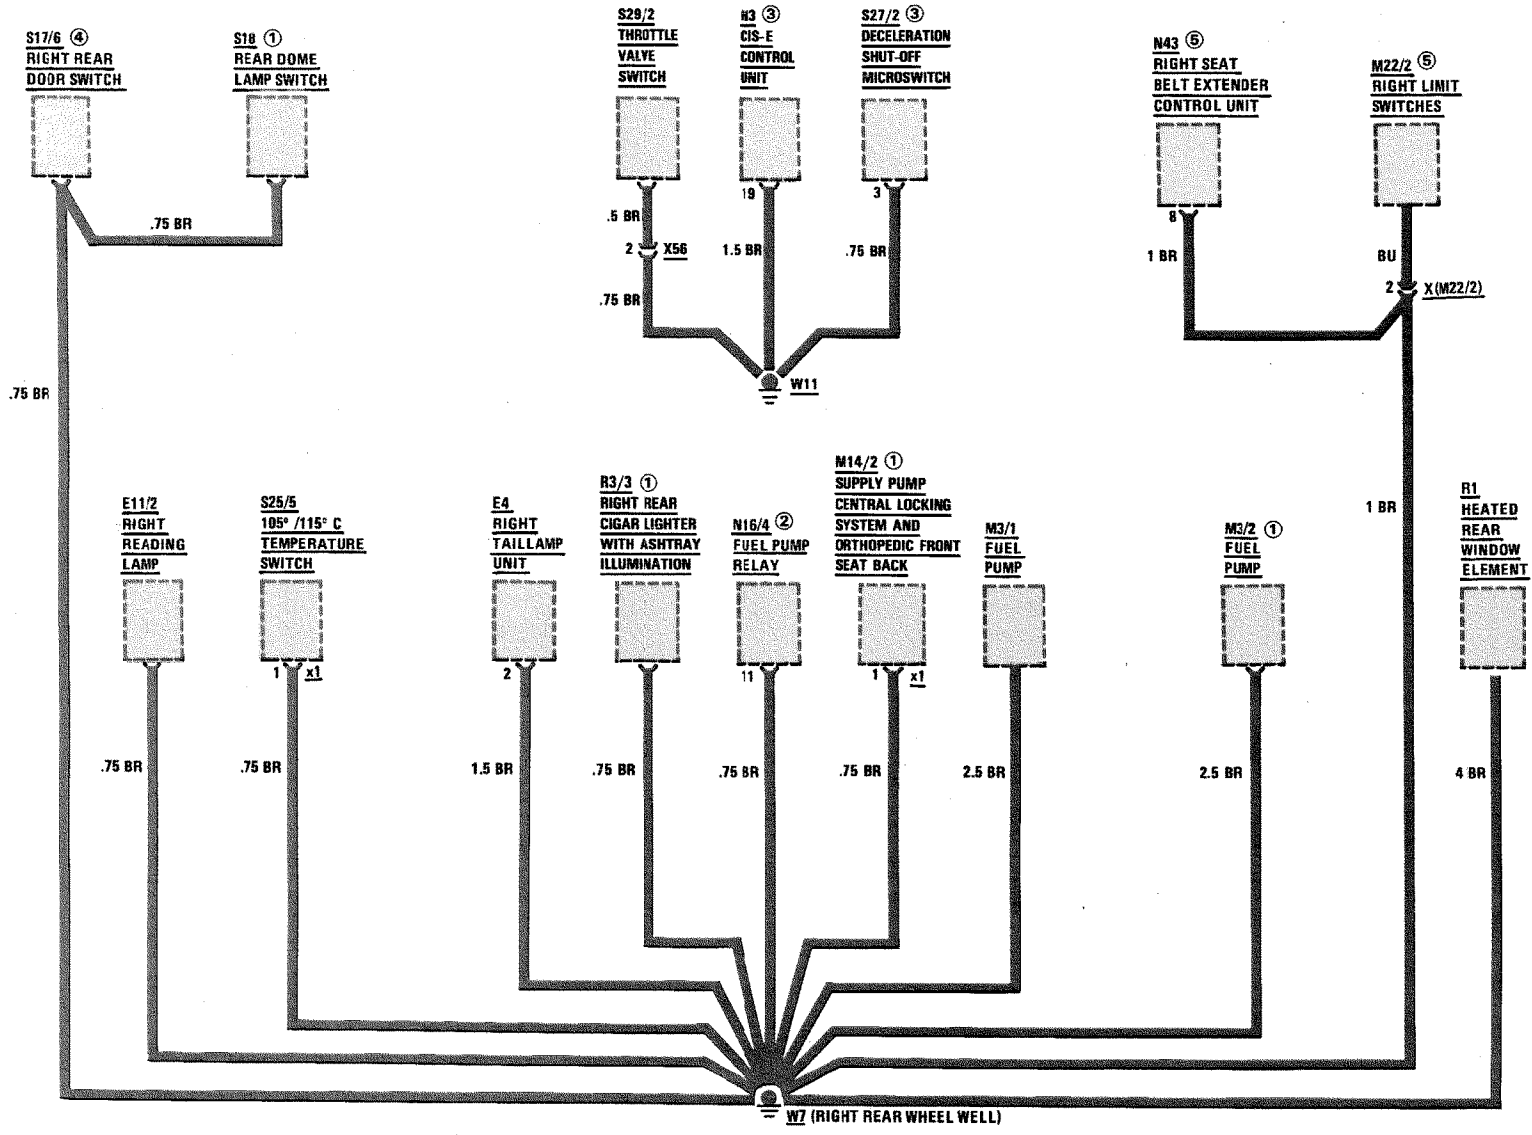 S17/6 ④
RIGHT REAR
DOOR SWITCH
S18 ①
REAR DOME
LAMP SWITCH
S29/2
THROTTLE
VALVE
SWITCH
N3 ③
CIS-E
CONTROL
UNIT
S27/2 ③
DECELERATION
SHUT-OFF
MICROSWITCH
N43 ⑤
RIGHT SEAT
BELT EXTENDER
CONTROL UNIT
M22/2 ⑤
RIGHT LIMIT
SWITCHES
19
3
8
.75 BR
.5 BR
2 X56
1.5 BR
.75 BR
1 BR
BU
2 X(M22/2)
.75 BR
W11
.75 BR
E11/2
RIGHT
READING
LAMP
S25/5
105° /115° C
TEMPERATURE
SWITCH
E4
RIGHT
TAILLAMP
UNIT
R3/3 ①
RIGHT REAR
CIGAR LIGHTER
WITH ASHTRAY
ILLUMINATION
N16/4 ②
FUEL PUMP
RELAY
M14/2 ①
SUPPLY PUMP
CENTRAL LOCKING
SYSTEM AND
ORTHOPEDIC FRONT
SEAT BACK
M3/1
FUEL
PUMP
M3/2 ①
FUEL
PUMP
1 BR
R1
HEATED
REAR
WINDOW
ELEMENT
1 x1
2
11
1 x1
.75 BR
.75 BR
1.5 BR
.75 BR
.75 BR
.75 BR
2.5 BR
2.5 BR
4 BR
W7 (RIGHT REAR WHEEL WELL)